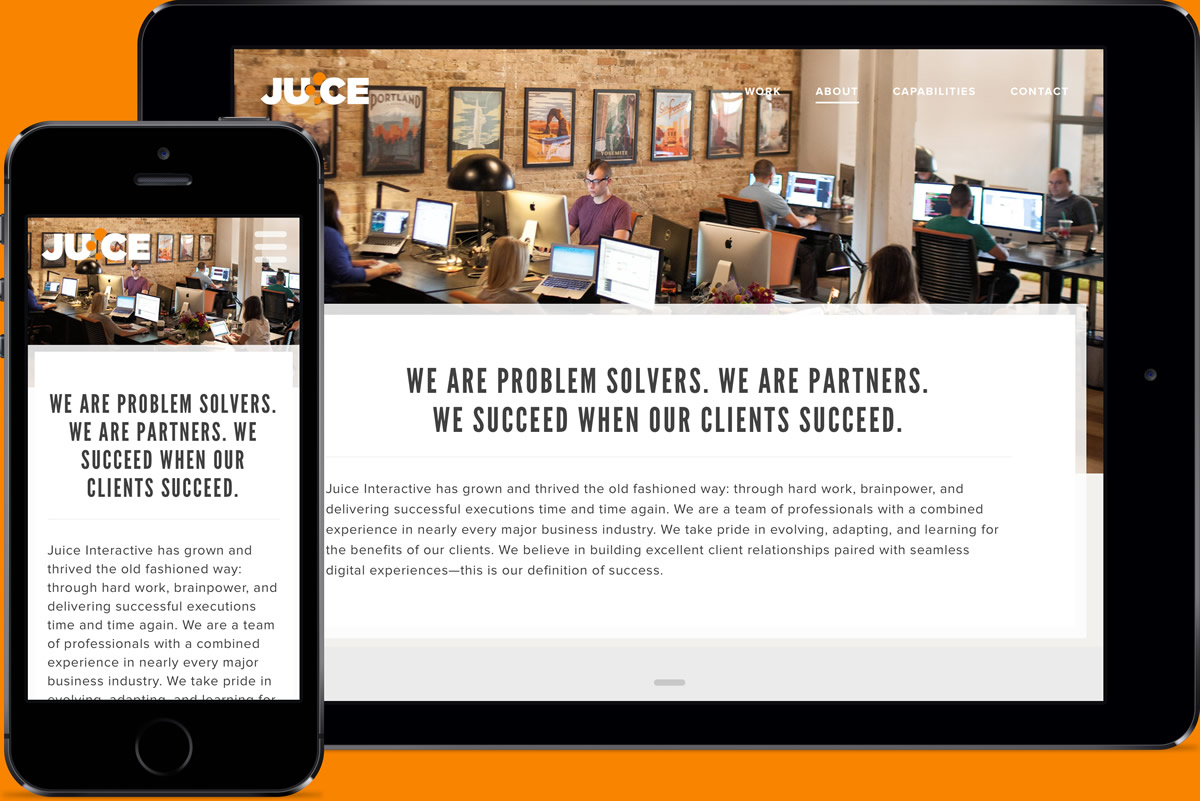 JUICE
WORK ABOUT CAPABILITIES CONTACT
PORTLAND
YOSEMITE
WE ARE PROBLEM SOLVERS. WE ARE PARTNERS.
WE SUCCEED WHEN OUR CLIENTS SUCCEED.
Juice Interactive has grown and thrived the old fashioned way: through hard work, brainpower, and
delivering successful executions time and time again. We are a team of professionals with a combined
experience in nearly every major business industry. We take pride in evolving, adapting, and learning for
the benefits of our clients. We believe in building excellent client relationships paired with seamless
digital experiences—this is our definition of success.
JUICE
WE ARE PROBLEM SOLVERS.
WE ARE PARTNERS. WE
SUCCEED WHEN OUR
CLIENTS SUCCEED.
Juice Interactive has grown and
thrived the old fashioned way:
through hard work, brainpower, and
delivering successful executions
time and time again. We are a team
of professionals with a combined
experience in nearly every major
business industry. We take pride in
evolving, adapting, and learning for